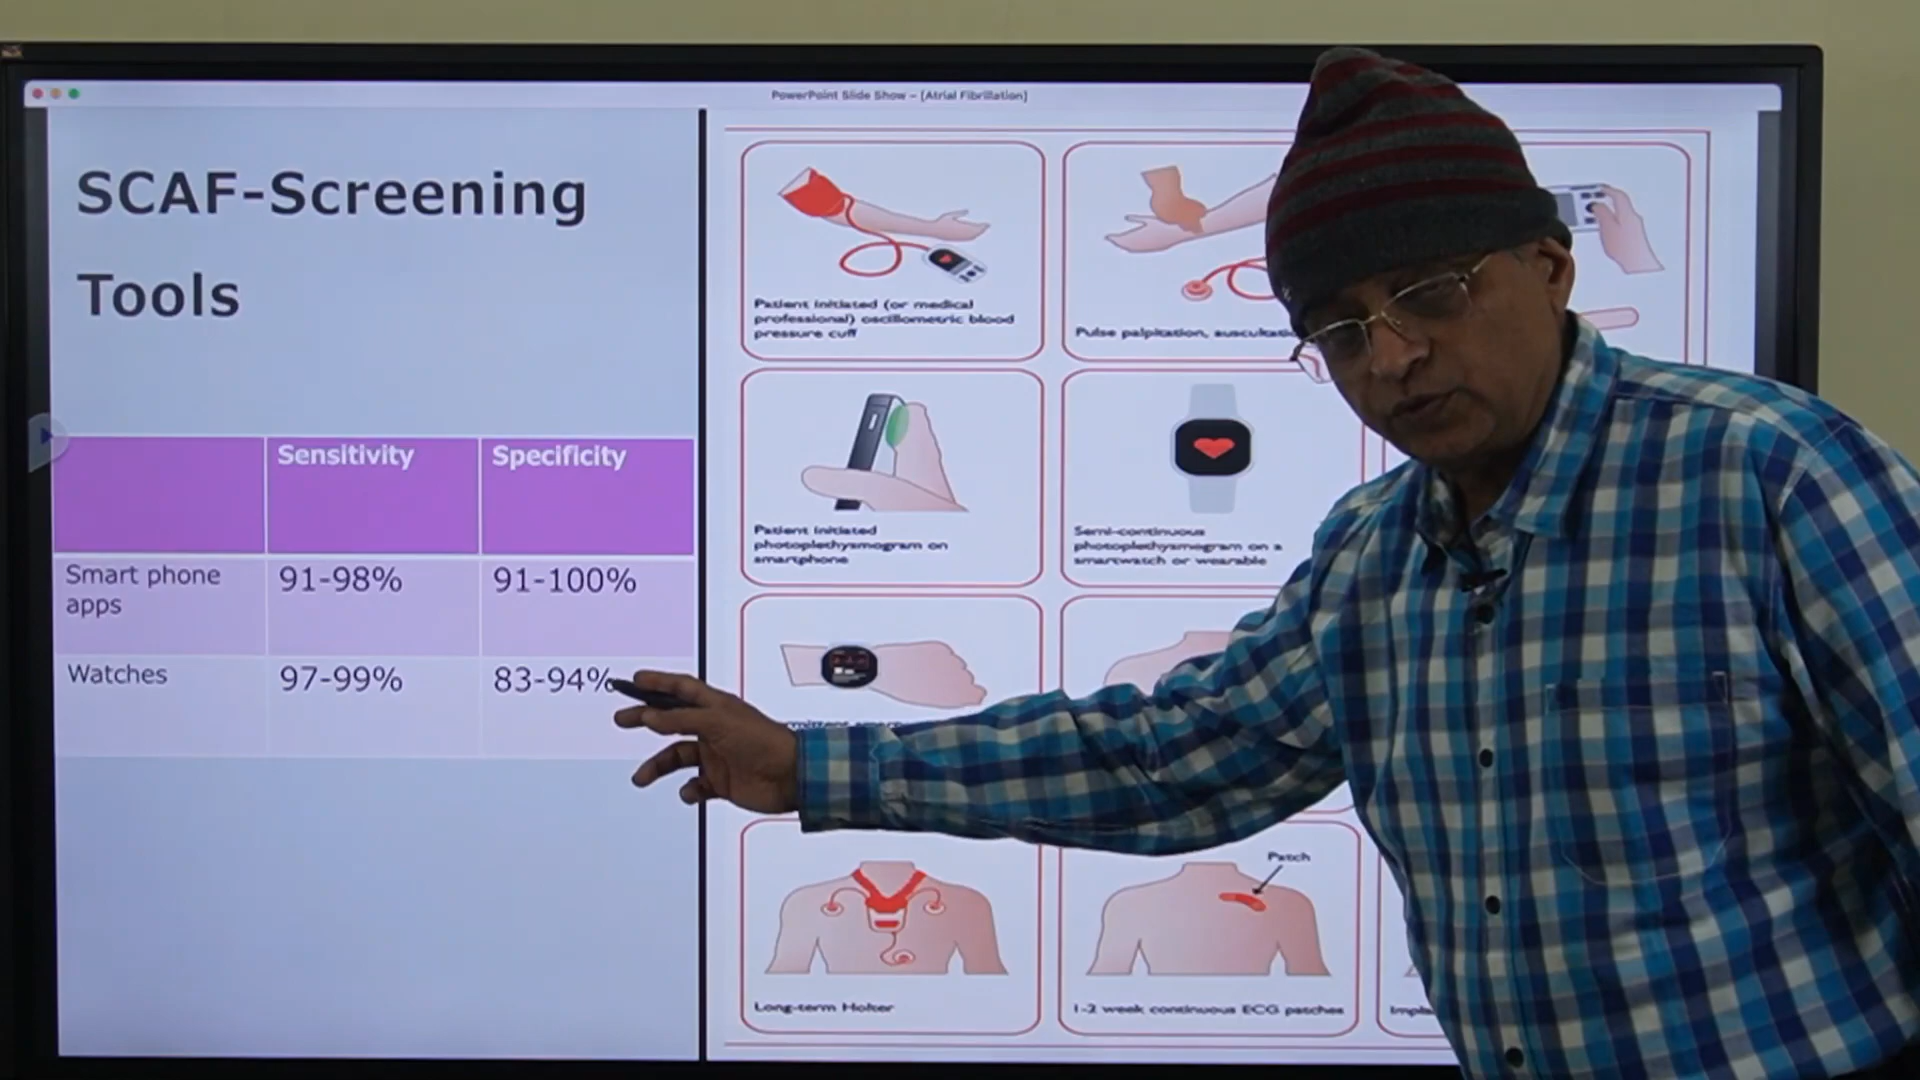 PowerPoint Slide Show – [Atrial Fibrillation]
SCAF-Screening
Tools
Sensitivity
Specificity
Smart phone
apps
91-98%
91-100%
Watches
97-99%
83-94%
Patient initiated (or medical
professional) oscillometric blood
pressure cuff
Pulse palpitation,
Patient initiated
photoplethysmogram on
smartphone
Semi-continuous
photoplethysmogram on a
smartwatch or wearable
Long-term Holter
Patch
1-2 week continuous ECG patches